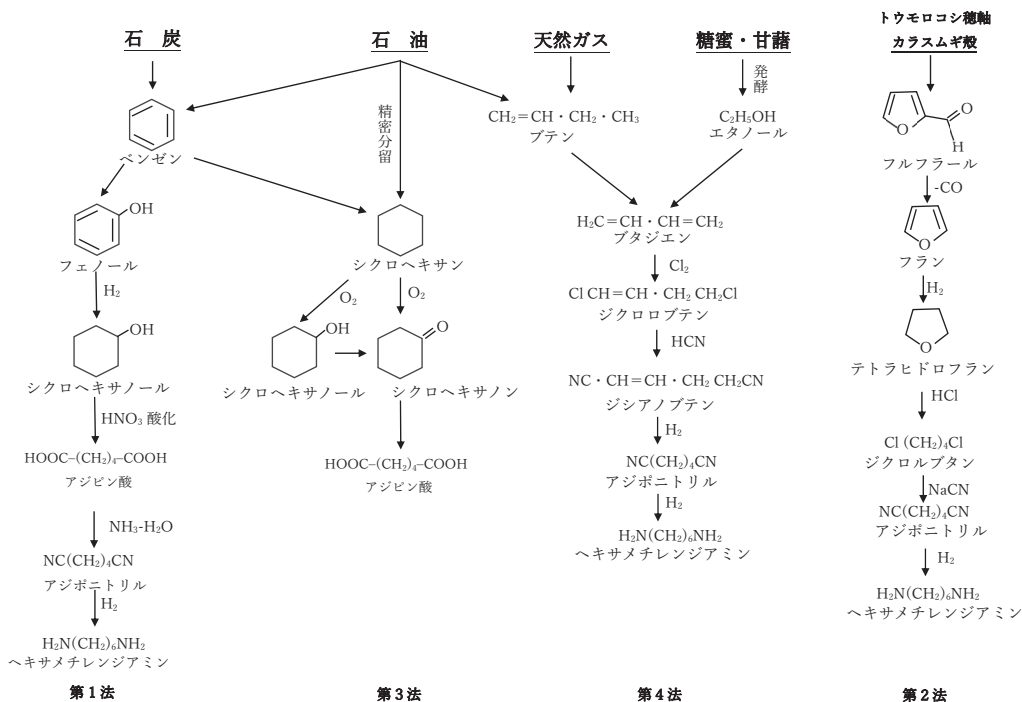 石　炭
ベンゼン
OH
フェノール
H₂
OH
シクロヘキサノール
HNO₃ 酸化
HOOC–(CH₂)₄–COOH
アジピン酸
NH₃-H₂O
NC(CH₂)₄CN
アジポニトリル
H₂
H₂N(CH₂)₆NH₂
ヘキサメチレンジアミン
第１法
石　油
精密分留
シクロヘキサン
O₂
O₂
OH
O
シクロヘキサノール
シクロヘキサノン
HOOC–(CH₂)₄–COOH
アジピン酸
第３法
天然ガス
糖蜜・甘藷
発酵
CH₂=CH・CH₂・CH₃
ブテン
C₂H₅OH
エタノール
H₂C=CH・CH=CH₂
ブタジエン
Cl₂
Cl CH=CH・CH₂ CH₂Cl
ジクロロブテン
HCN
NC・CH=CH・CH₂ CH₂CN
ジシアノブテン
H₂
NC(CH₂)₄CN
アジポニトリル
H₂
H₂N(CH₂)₆NH₂
ヘキサメチレンジアミン
第４法
トウモロコシ穂軸
カラスムギ殻
O
O
H
フルフラール
-CO
O
フラン
H₂
O
テトラヒドロフラン
HCl
Cl (CH₂)₄Cl
ジクロルブタン
NaCN
NC(CH₂)₄CN
アジポニトリル
H₂
H₂N(CH₂)₆NH₂
ヘキサメチレンジアミン
第２法